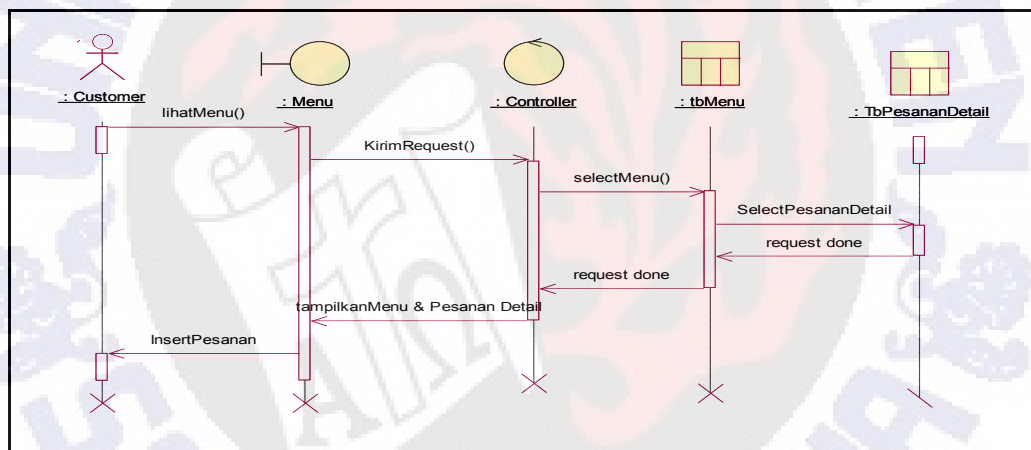 : Customer
: Menu
: Controller
: tbMenu
: TbPesananDetail
lihatMenu()
KirimRequest()
selectMenu()
SelectPesananDetail
request done
request done
tampilkanMenu & Pesanan Detail
InsertPesanan